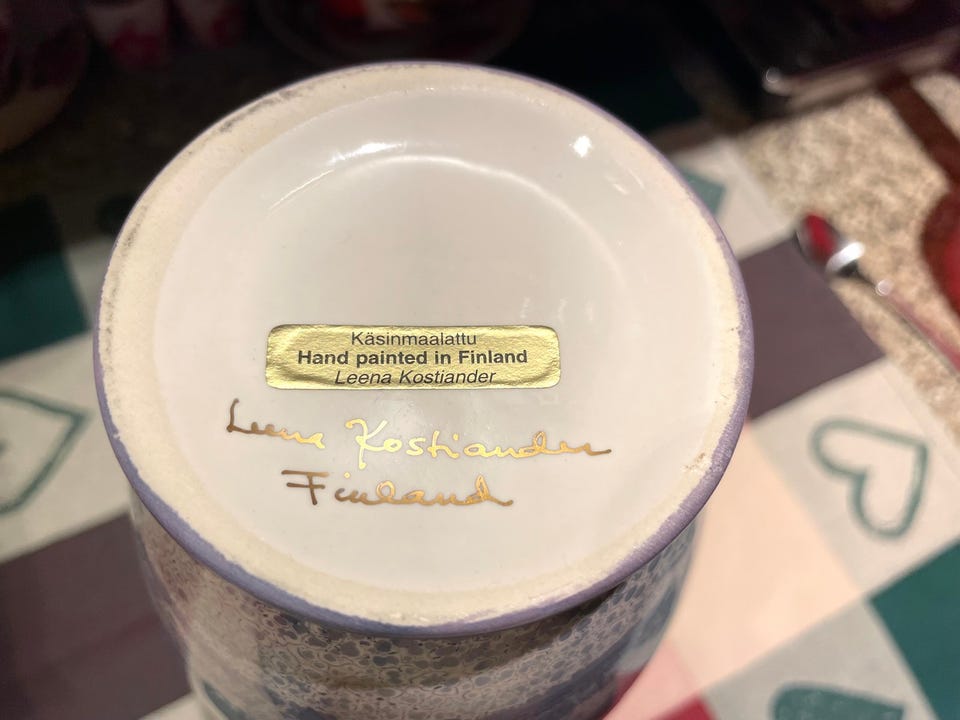 Käsinmaalattu
Hand painted in Finland
Leena Kostiander
Leena Kostiander
Finland